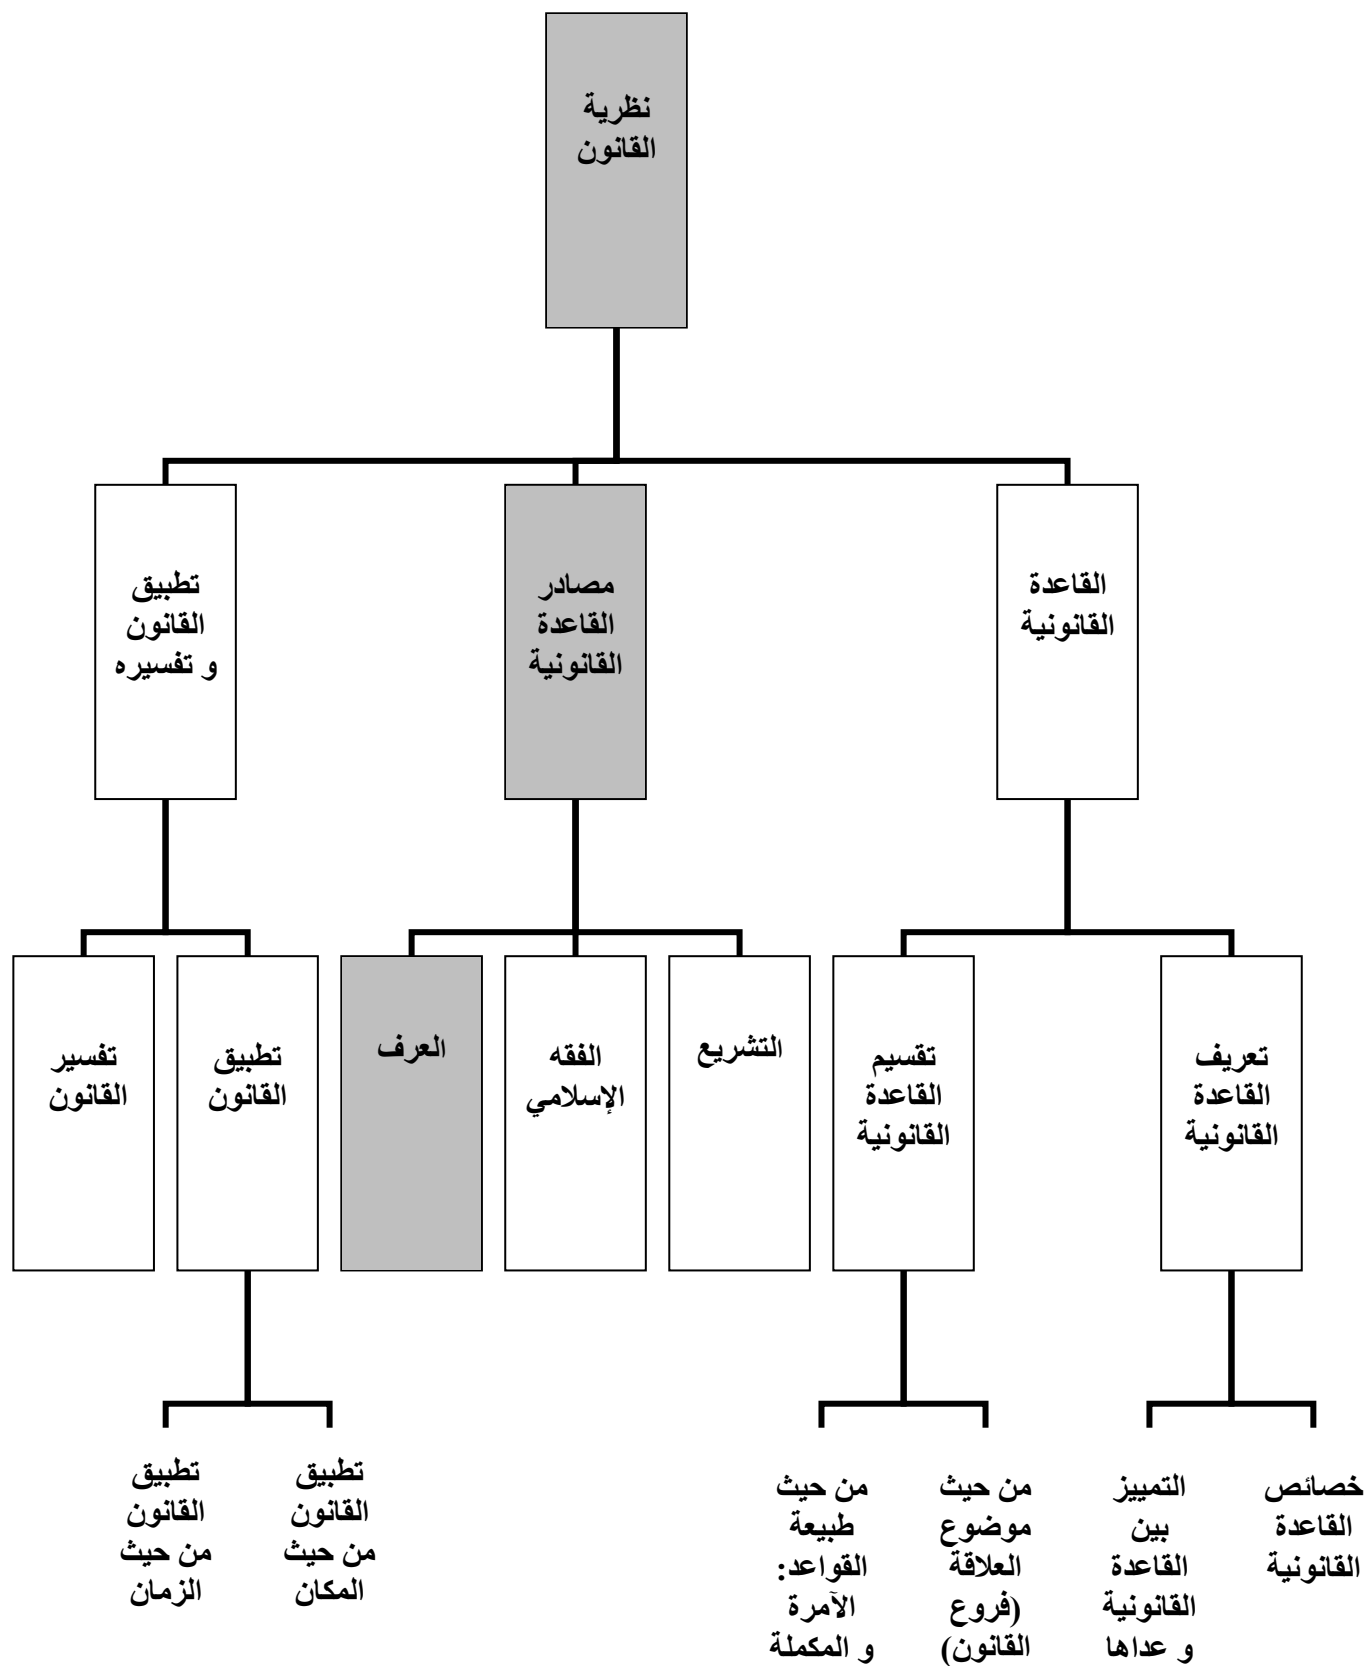 نظرية
القانون
القاعدة
القانونية
مصادر
القاعدة
القانونية
تطبيق
القانون
و تفسيره
تعريف
القاعدة
القانونية
تقسيم
القاعدة
القانونية
التشريع
الفقه
الإسلامي
العرف
تطبيق
القانون
تفسير
القانون
خصائص
القاعدة
القانونية
التمييز
بين
القاعدة
القانونية
و عداها
من حيث
موضوع
العلاقة
(فروع
القانون)
من حيث
طبيعة
القواعد:
الآمرة
و المكملة
تطبيق
القانون
من حيث
المكان
تطبيق
القانون
من حيث
الزمان